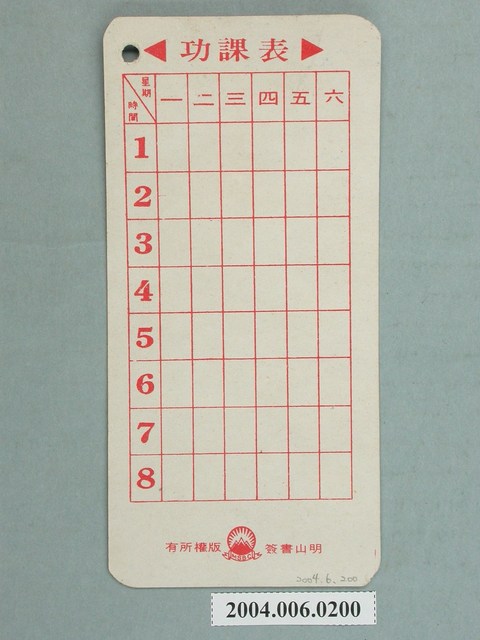 功課表
星期
時間
一 二 三 四 五 六
1
2
3
4
5
6
7
8
有所權版 簽書山明
2004.6.200
2004.006.0200